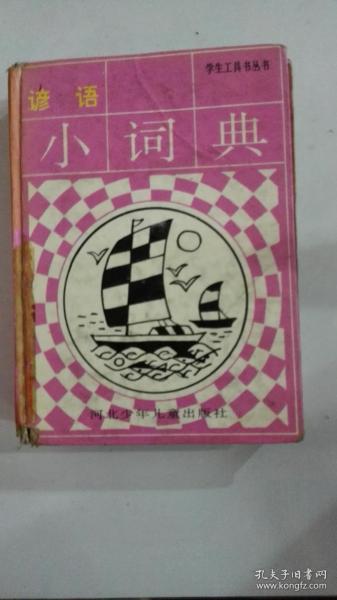 学生工具书丛书
谚语
小词典
河北少年儿童出版社
孔夫子旧书网
www.kongfz.com